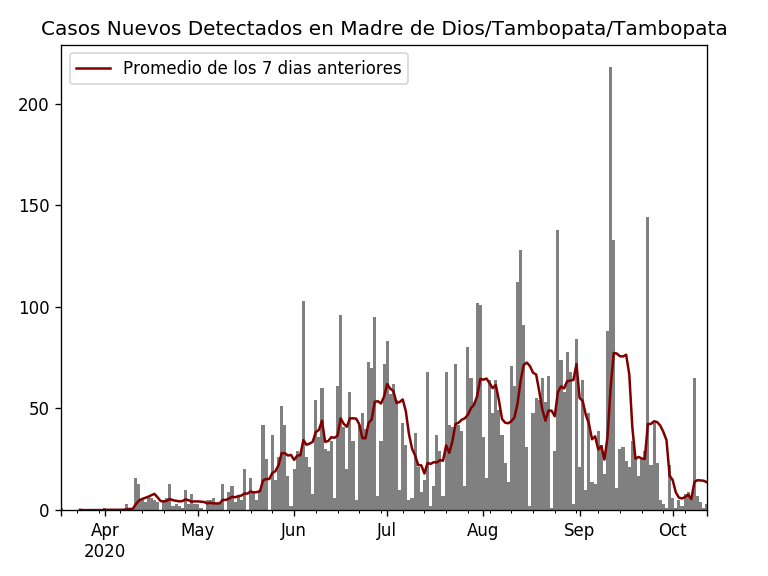 Casos Nuevos Detectados en Madre de Dios/Tambopata/Tambopata
Promedio de los 7 dias anteriores
200
150
100
50
0
Apr May Jun Jul Aug Sep Oct
2020